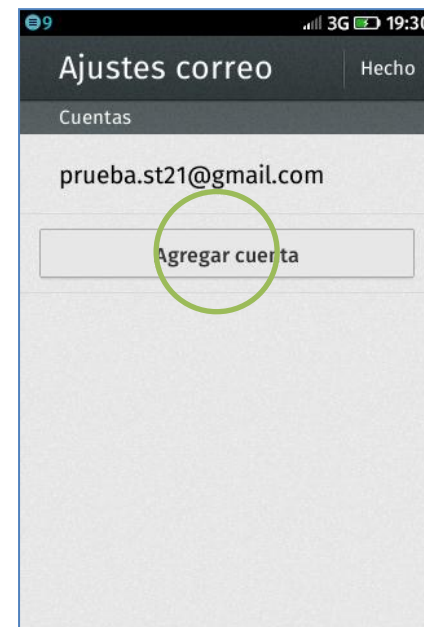 9 3G 19:30
Ajustes correo Hecho
Cuentas
prueba.st21@gmail.com
Agregar cuenta